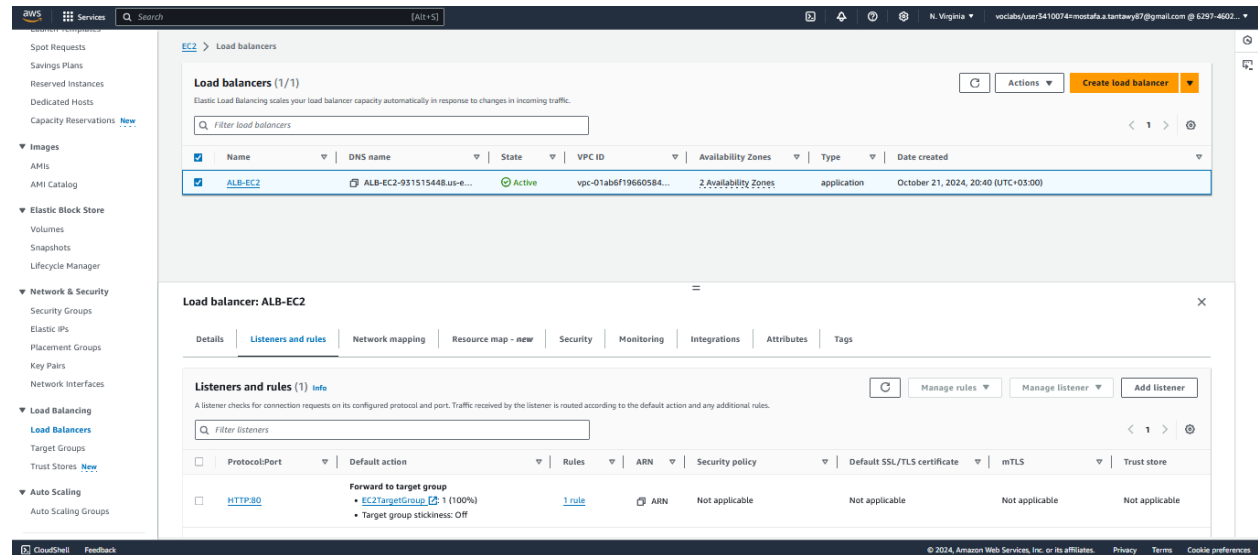 aws Services Search [Alt+S] N. Virginia voclabs/user3410074=mostafa.a.tantawy87@gmail.com @ 6297-4602...
Spot Requests
Savings Plans
Reserved Instances
Dedicated Hosts
Capacity Reservations New
Images
AMIs
AMI Catalog
Elastic Block Store
Volumes
Snapshots
Lifecycle Manager
Network & Security
Security Groups
Elastic IPs
Placement Groups
Key Pairs
Network Interfaces
Load Balancing
Load Balancers
Target Groups
Trust Stores New
Auto Scaling
Auto Scaling Groups
EC2 > Load balancers
Load balancers (1/1) Actions Create load balancer
Elastic Load Balancing scales your load balancer capacity automatically in response to changes in incoming traffic.
Filter load balancers 1
Name DNS name State VPC ID Availability Zones Type Date created
ALB-EC2 ALB-EC2-931515448.us-e... Active vpc-01ab6f19660584... 2 Availability Zones application October 21, 2024, 20:40 (UTC+03:00)
Load balancer: ALB-EC2
Details Listeners and rules Network mapping Resource map - new Security Monitoring Integrations Attributes Tags
Listeners and rules (1) Info Manage rules Manage listener Add listener
A listener checks for connection requests on its configured protocol and port. Traffic received by the listener is routed according to the default action and any additional rules.
Filter listeners 1
Protocol:Port Default action Rules ARN Security policy Default SSL/TLS certificate mTLS Trust store
Forward to target group
HTTP:80 • EC2TargetGroup : 1 (100%) 1 rule ARN Not applicable Not applicable Not applicable Not applicable
• Target group stickiness: Off
CloudShell Feedback © 2024, Amazon Web Services, Inc. or its affiliates. Privacy Terms Cookie preferences